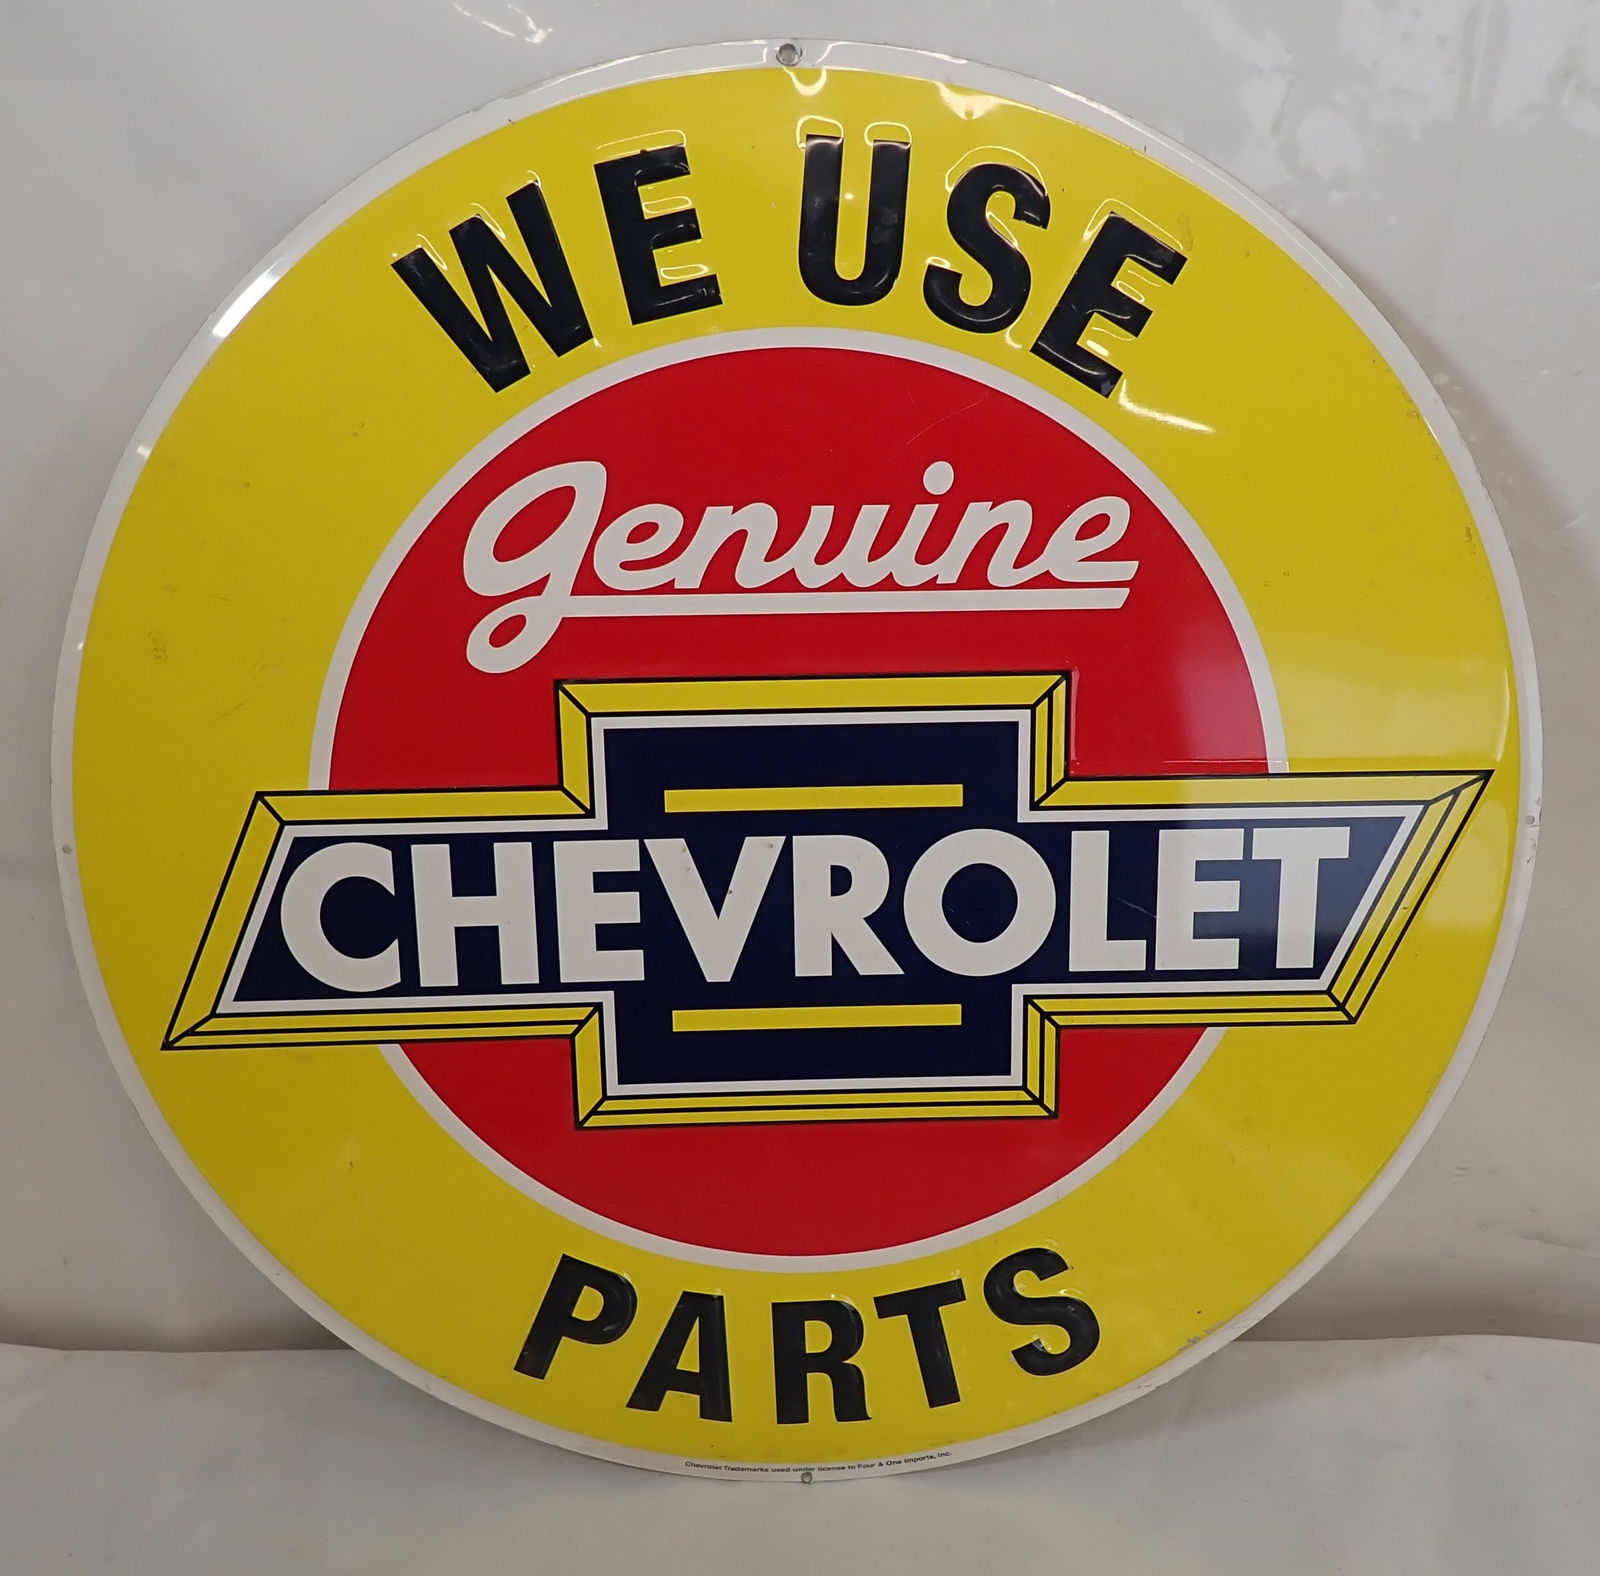 WE USE
Genuine
CHEVROLET
PARTS
Chevrolet Trademarks used under license to Four & One Imports, Inc.